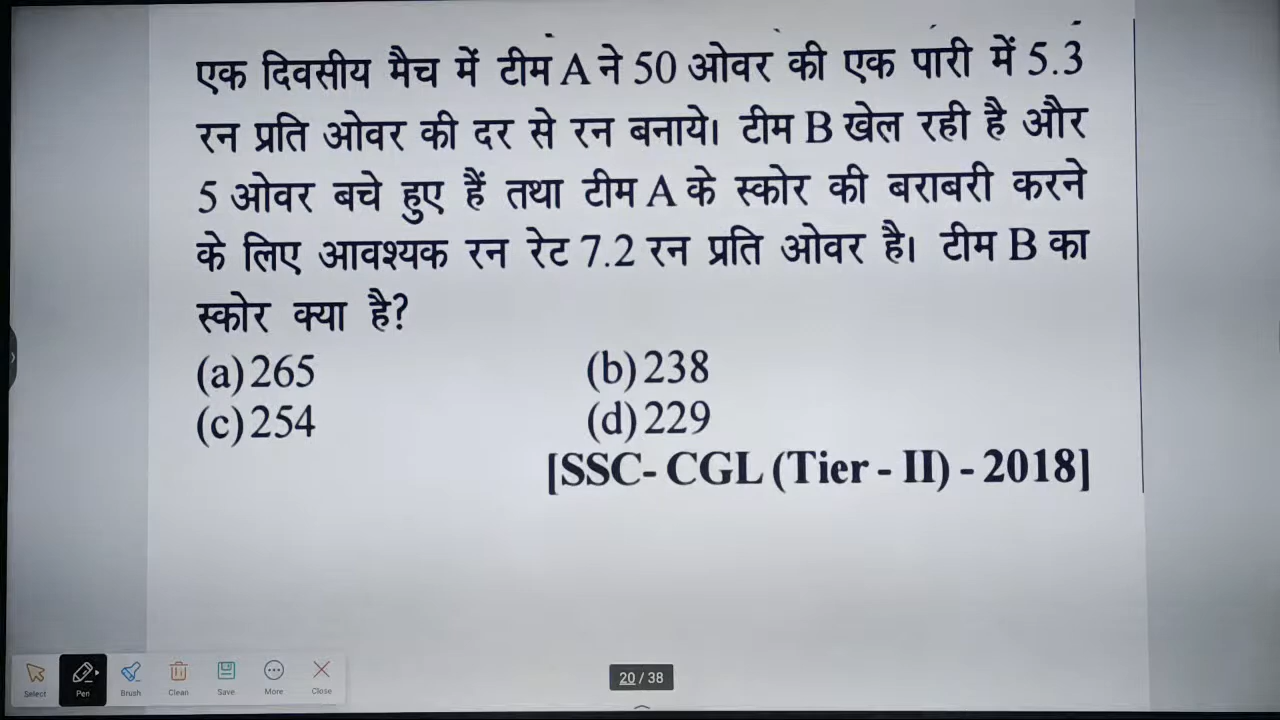 एक दिवसीय मैच में टीम A ने 50 ओवर की एक पारी में 5.3
रन प्रति ओवर की दर से रन बनाये। टीम B खेल रही है और
5 ओवर बचे हुए हैं तथा टीम A के स्कोर की बराबरी करने
के लिए आवश्यक रन रेट 7.2 रन प्रति ओवर है। टीम B का
स्कोर क्या है?
(a) 265 (b) 238
(c) 254 (d) 229
[SSC- CGL (Tier - II) - 2018]
Select Pen Brush Clean Save More Close
20 / 38